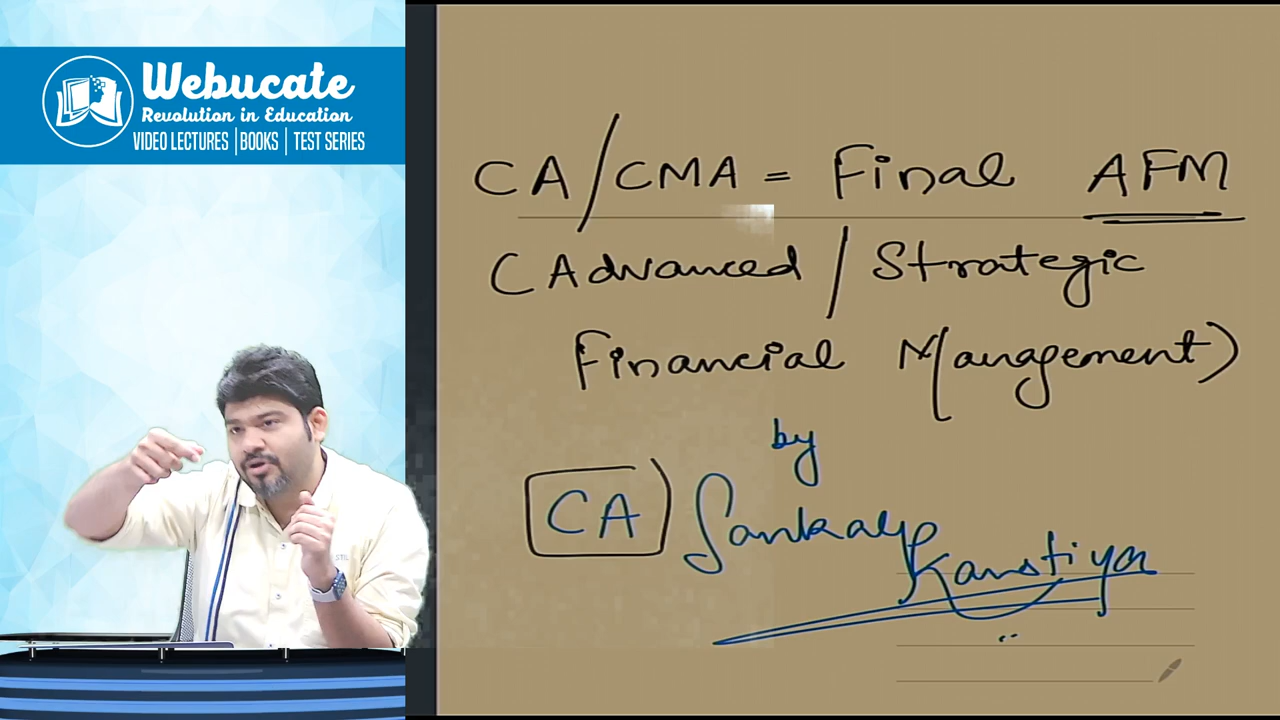 Webucate
Revolution in Education
VIDEO LECTURES | BOOKS | TEST SERIES
CA/CMA = Final AFM
(Advanced / Strategic
Financial Management)
by
CA Sankalp
Kanstiya